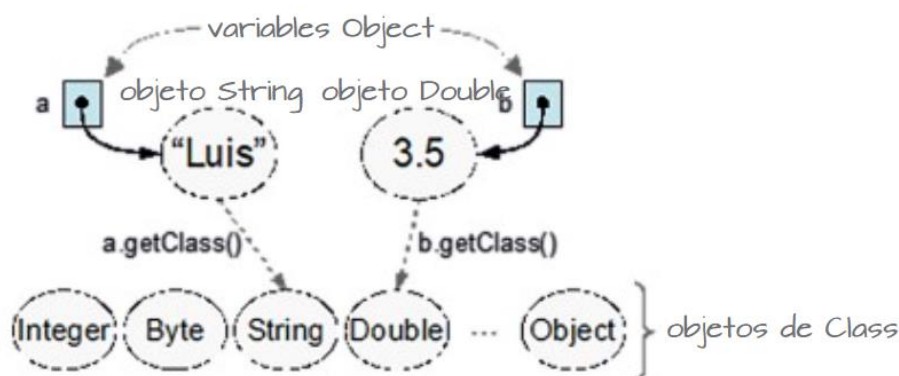 variables Object
a objeto String objeto Double b
"Luis" 3.5
a.getClass() b.getClass()
Integer Byte String Double ... Object objetos de Class